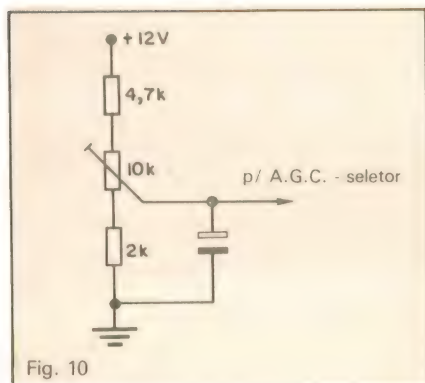 +12V
4,7k
10k
p/ A.G.C. - seletor
2k
Fig. 10